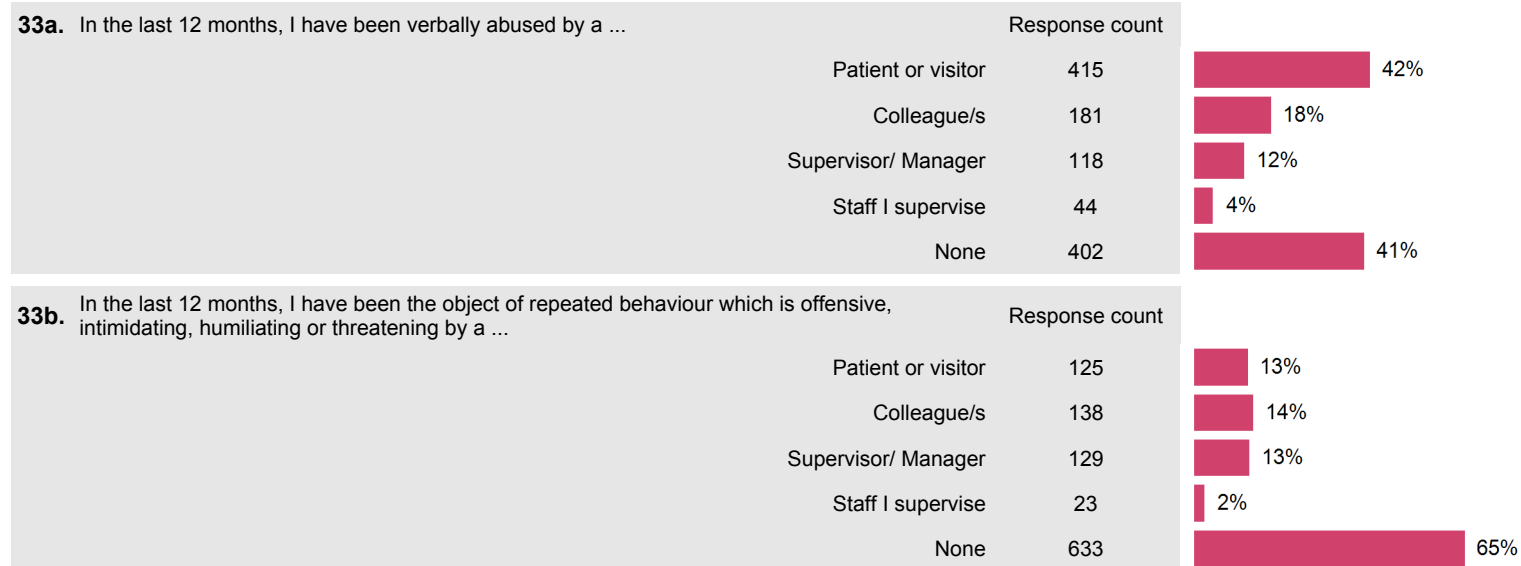 33a. In the last 12 months, I have been verbally abused by a ... Response count
Patient or visitor 415 42%
Colleague/s 181 18%
Supervisor/ Manager 118 12%
Staff I supervise 44 4%
None 402 41%
33b. In the last 12 months, I have been the object of repeated behaviour which is offensive,
intimidating, humiliating or threatening by a ... Response count
Patient or visitor 125 13%
Colleague/s 138 14%
Supervisor/ Manager 129 13%
Staff I supervise 23 2%
None 633 65%